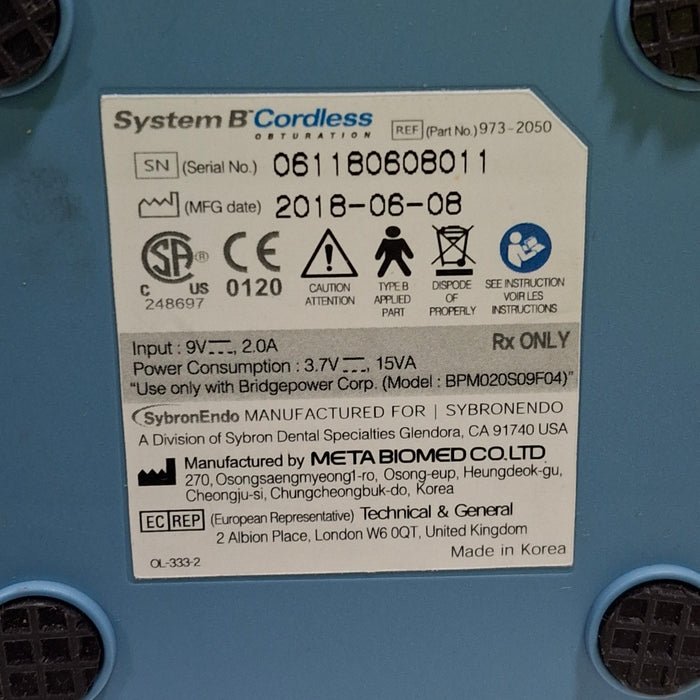 System B™ Cordless
OBTURATION
REF (Part No.) 973-2050
SN (Serial No.) 061180608011
(MFG date) 2018-06-08
CSA ® C US 248697
CE 0120
CAUTION ATTENTION
TYPE B APPLIED PART
DISPODE OF PROPERLY
SEE INSTRUCTION VOIR LES INSTRUCTIONS
Input : 9V⎓, 2.0A
Rx ONLY
Power Consumption : 3.7V⎓, 15VA
"Use only with Bridgepower Corp. (Model : BPM020S09F04)"
SybronEndo MANUFACTURED FOR | SYBRONENDO
A Division of Sybron Dental Specialties Glendora, CA 91740 USA
Manufactured by META BIOMED CO.LTD
270, Osongsaengmyeong1-ro, Osong-eup, Heungdeok-gu,
Cheongju-si, Chungcheongbuk-do, Korea
EC REP (European Representative) Technical & General
2 Albion Place, London W6 0QT, United Kingdom
OL-333-2
Made in Korea